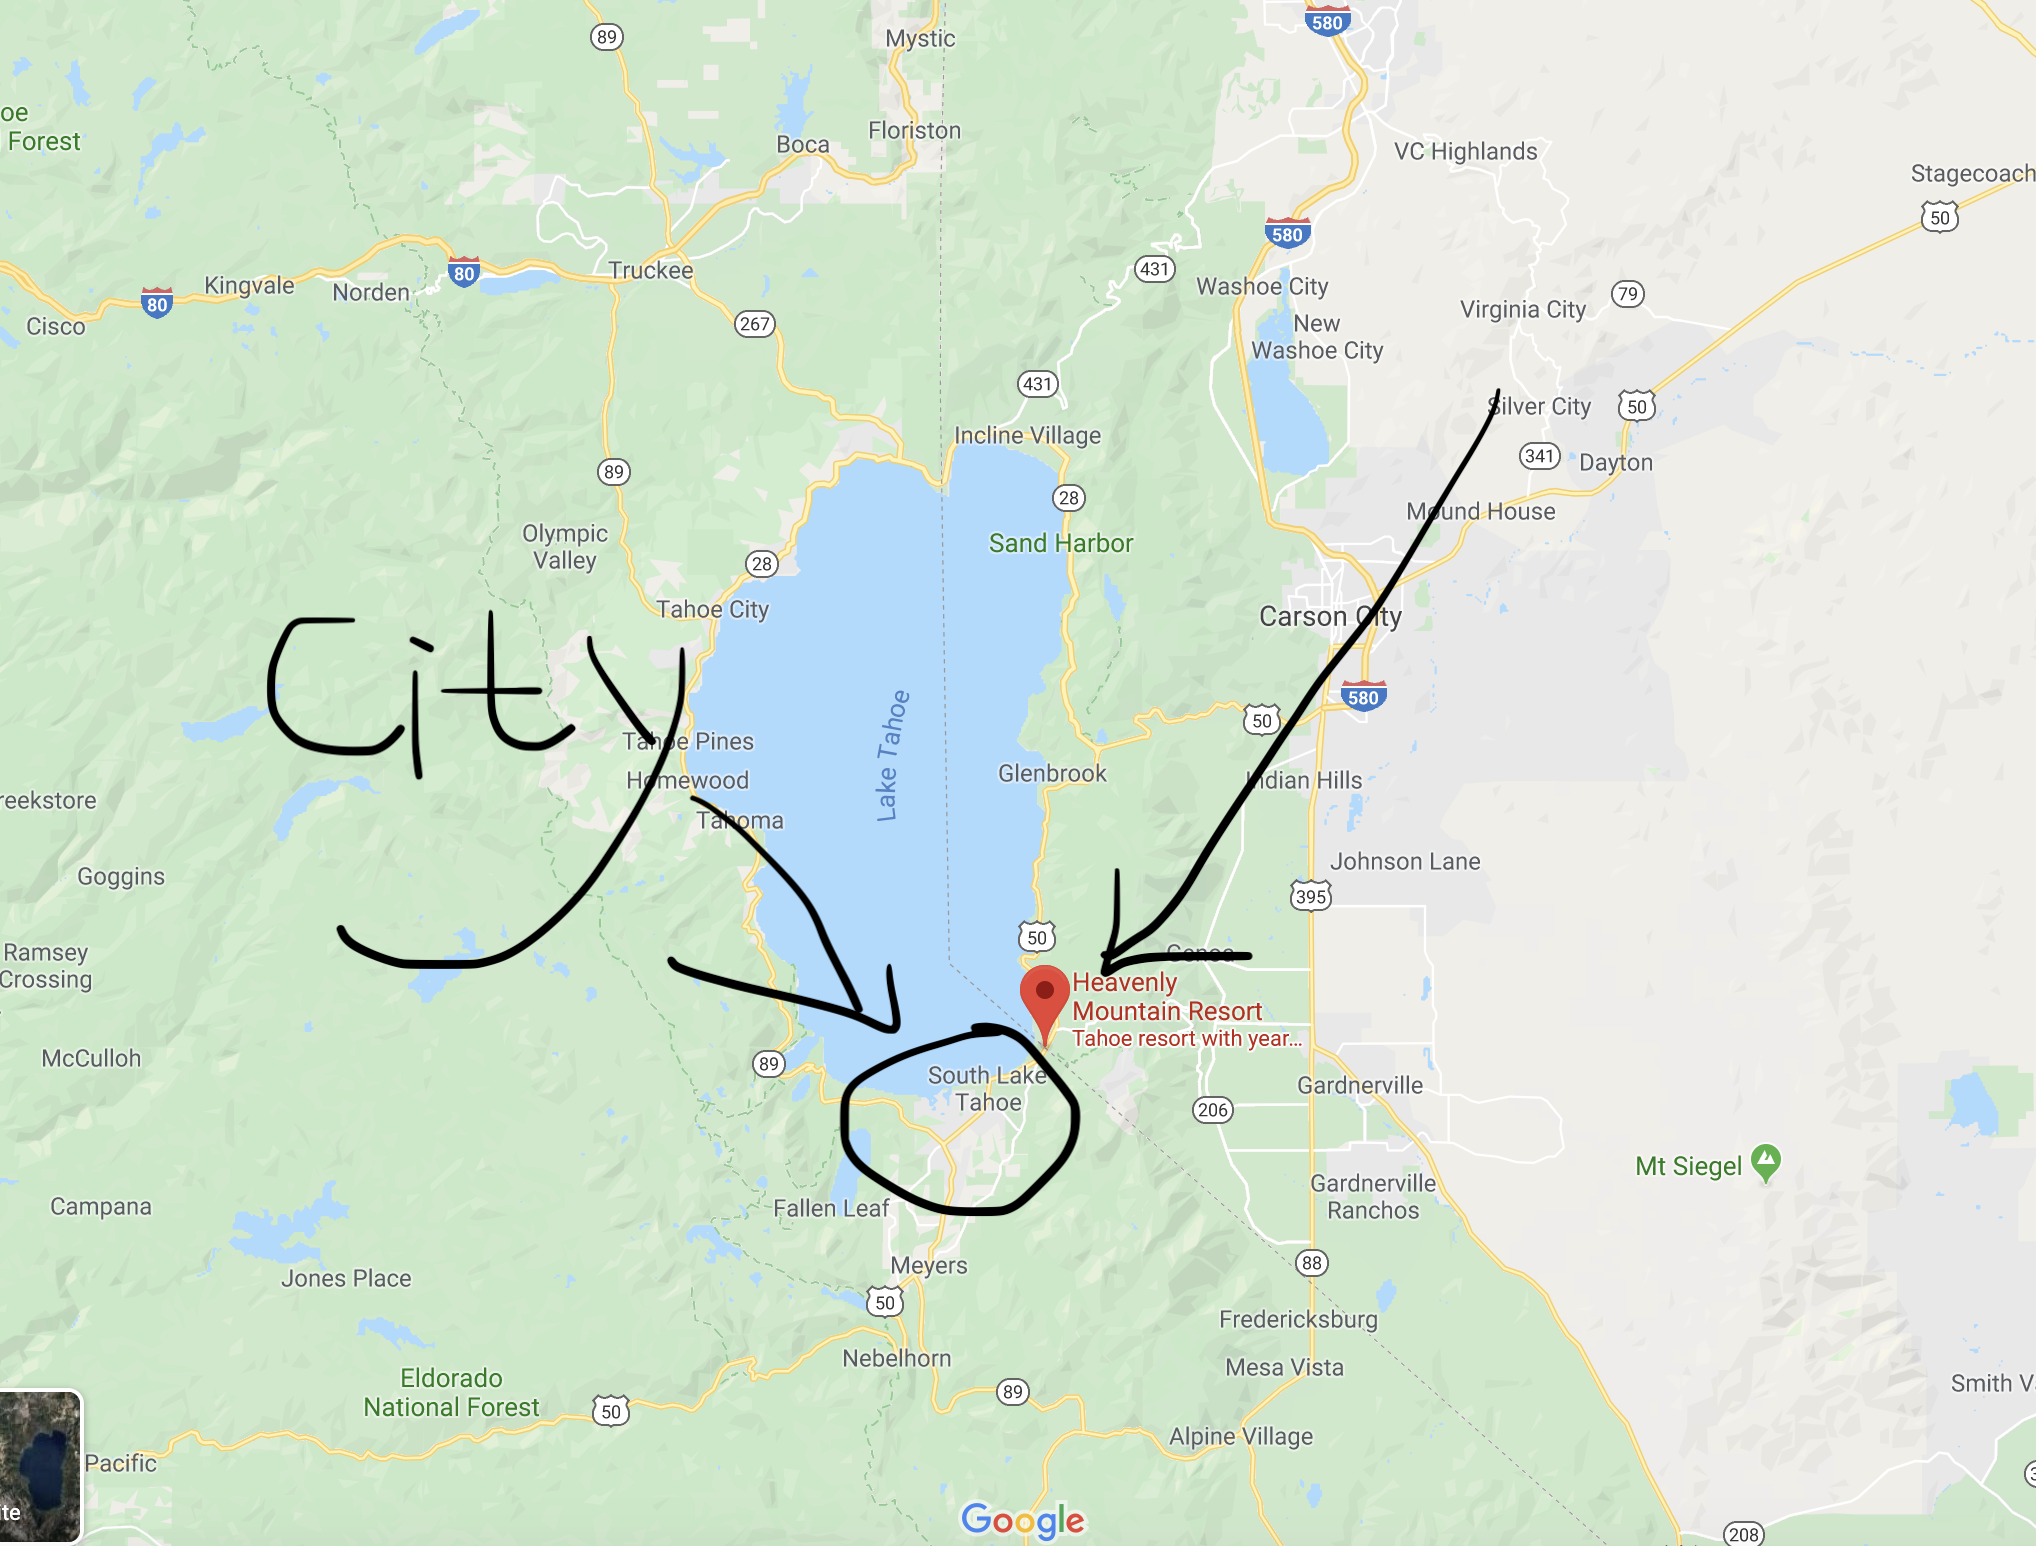 89
Mystic
580
oe
Forest
Boca
Floriston
VC Highlands
Stagecoach
50
580
431
Truckee
80
Kingvale
Norden
80
Cisco
267
Washoe City
New
Washoe City
Virginia City
79
431
Silver City
50
Incline Village
341
Dayton
89
28
Mound House
Olympic
Valley
Sand Harbor
28
Tahoe City
Carson City
City
580
50
Tahoe Pines
Lake Tahoe
Homewood
Glenbrook
Indian Hills
reekstore
Tahoma
Johnson Lane
Goggins
395
50
Genoa
Ramsey
Crossing
Heavenly
Mountain Resort
Tahoe resort with year...
McCulloh
89
South Lake
Tahoe
Gardnerville
206
Mt Siegel
Campana
Fallen Leaf
Gardnerville
Ranchos
Meyers
Jones Place
88
50
Fredericksburg
Nebelhorn
Mesa Vista
Eldorado
National Forest
89
Smith V
50
Alpine Village
Pacific
ite
Google
208